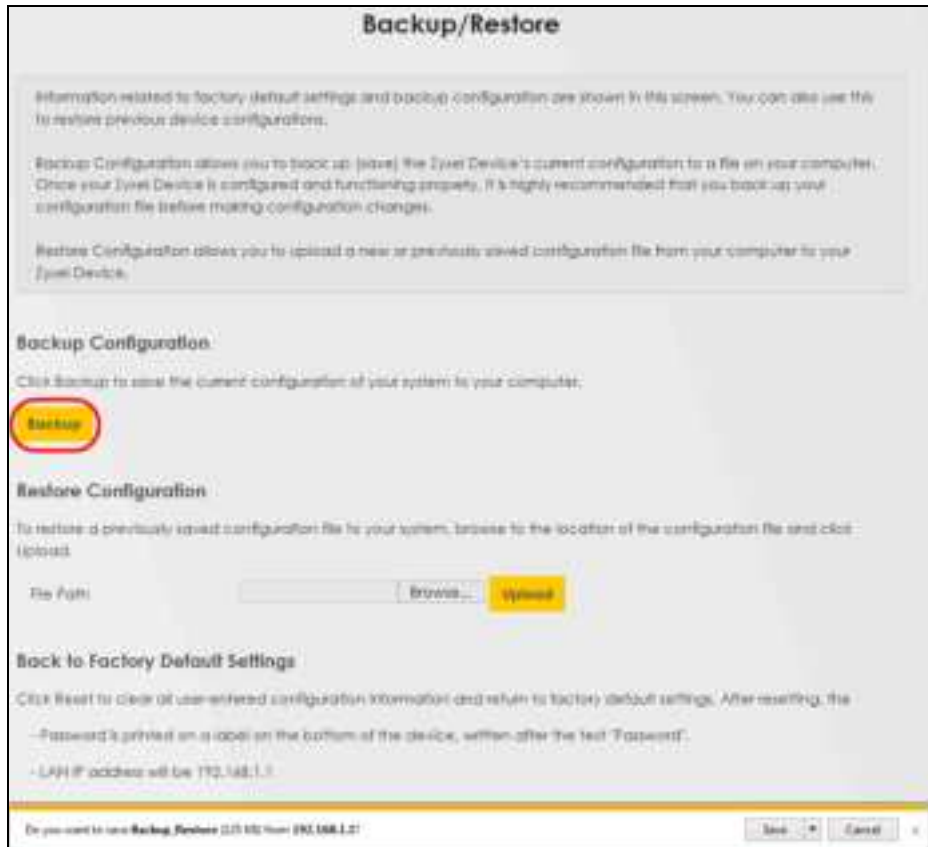 Backup/Restore
Information related to factory default settings and backup configuration are shown in this screen. You can also use this
to restore previous device configurations.
Backup Configuration allows you to back up (save) the Zyxel Device's current configuration to a file on your computer.
Once your Zyxel Device is configured and functioning properly, it is highly recommended that you back up your
configuration file before making configuration changes.
Restore Configuration allows you to upload a new or previously saved configuration file from your computer to your
Zyxel Device.
Backup Configuration
Click Backup to save the current configuration of your system to your computer.
Backup
Restore Configuration
To restore a previously saved configuration file to your system, browse to the location of the configuration file and click
Upload.
File Path:
Browse...
Upload
Back to Factory Default Settings
Click Reset to clear all user-entered configuration information and return to factory default settings. After resetting, the
- Password is printed on a label on the bottom of the device, written after the text "Password".
- LAN IP address will be 192.168.1.1
Do you want to save Backup_Restore from 192.168.1.1?
Save
Cancel
x